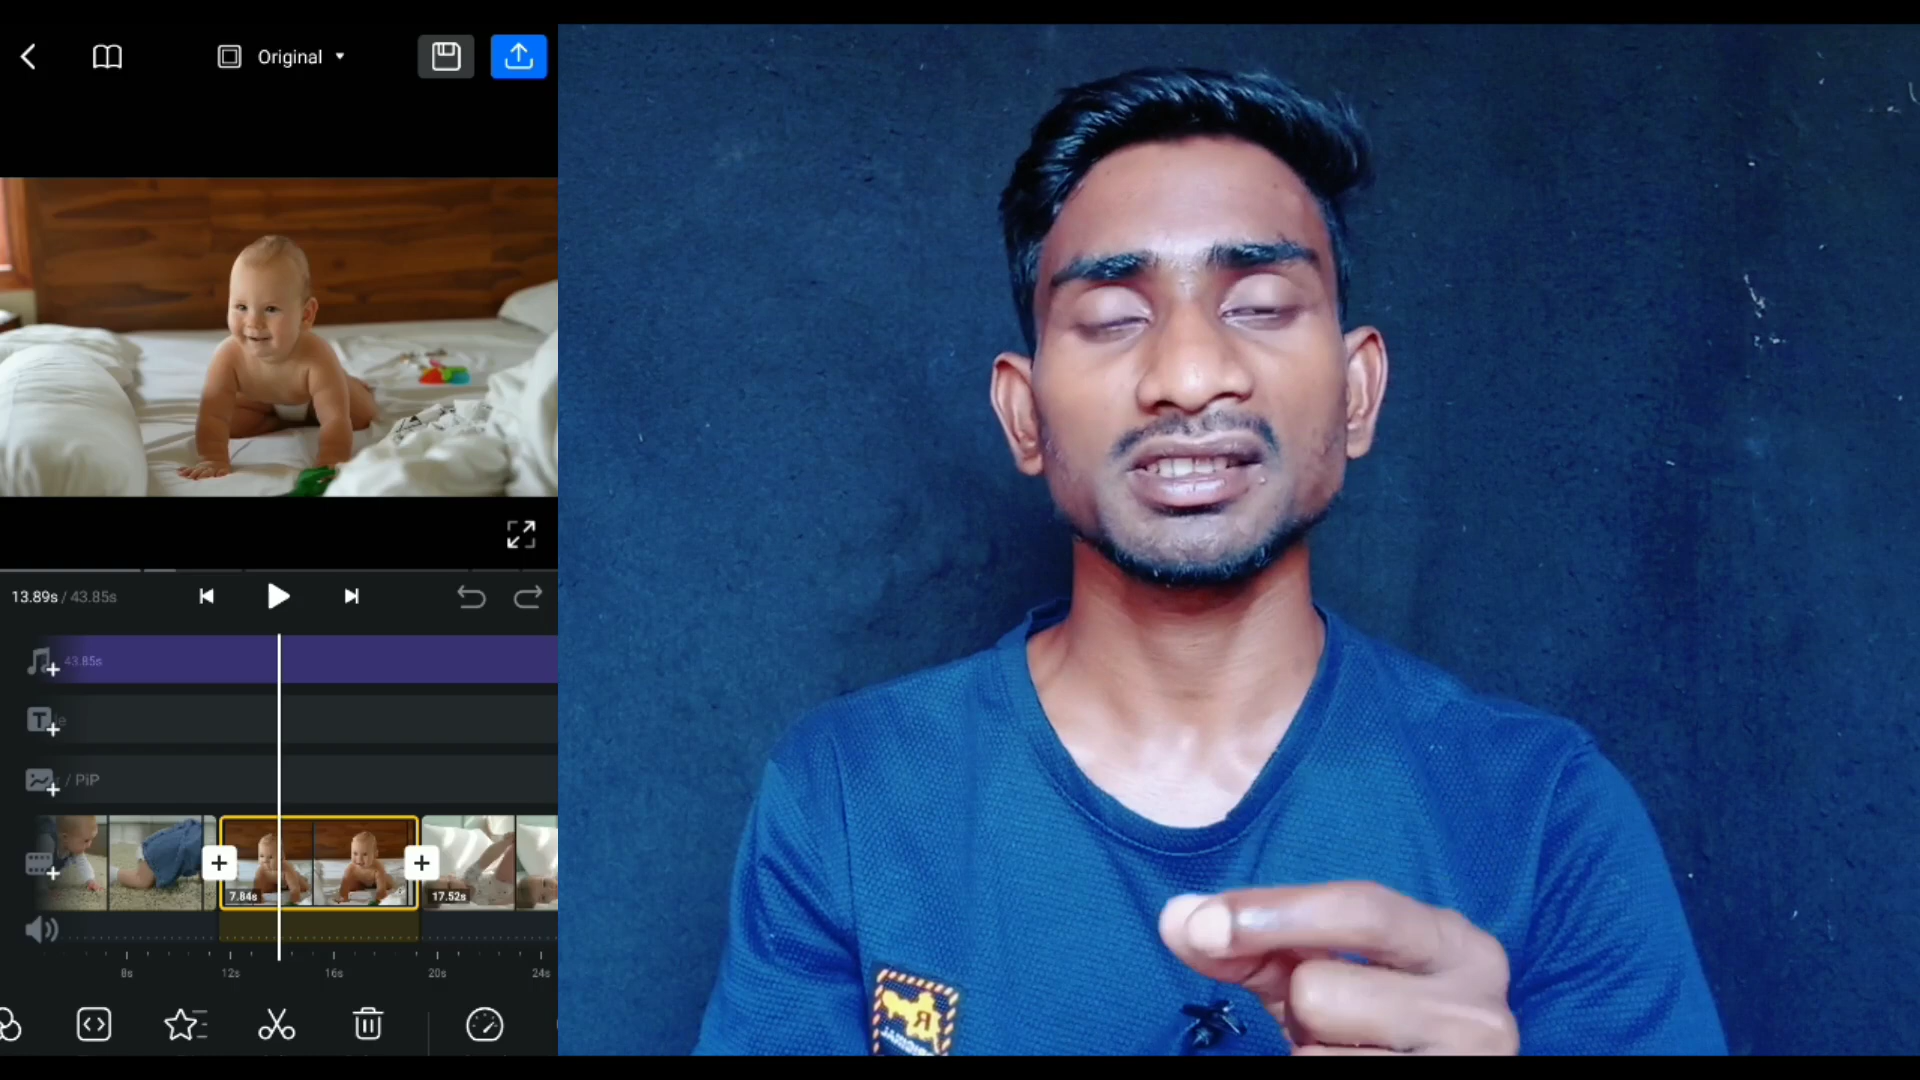 Original
13.89s / 43.85s
43.85s
/ PiP
7.84s
17.52s
8s
12s
16s
20s
24s
R